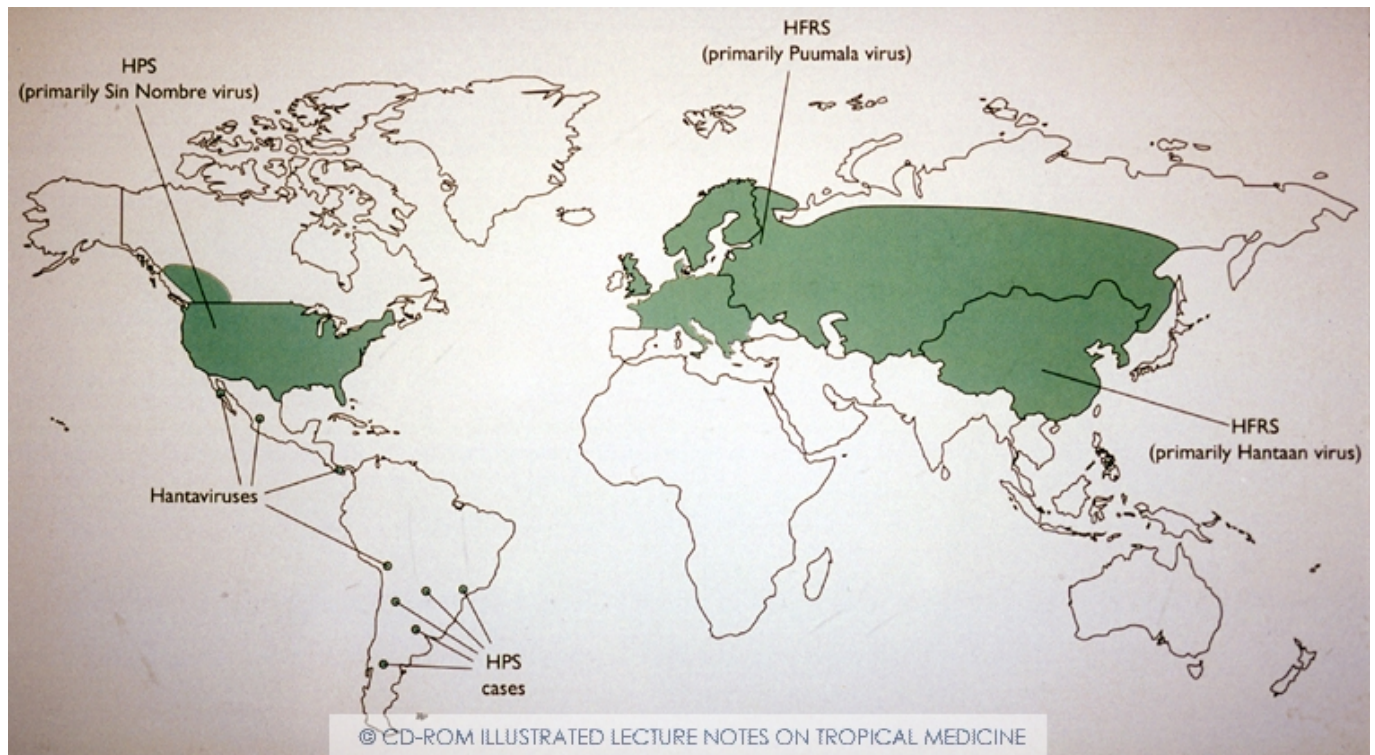 HFRS
(primarily Puumala virus)
HPS
(primarily Sin Nombre virus)
HFRS
(primarily Hantaan virus)
Hantaviruses
HPS
cases
© CD-ROM ILLUSTRATED LECTURE NOTES ON TROPICAL MEDICINE